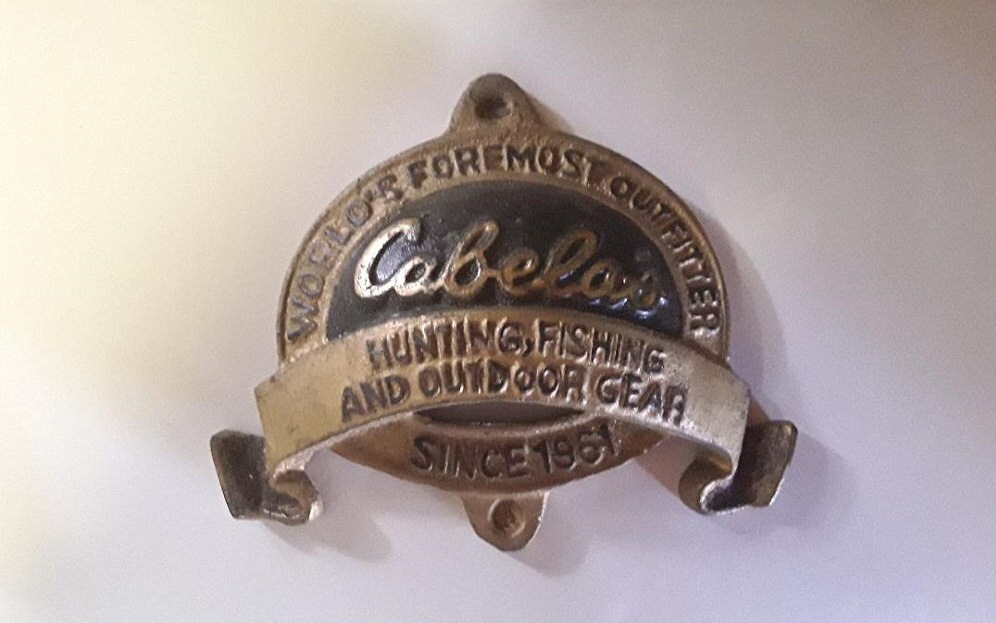 WORLD'S FOREMOST OUTFITTER
Cabela's
HUNTING, FISHING
AND OUTDOOR GEAR
SINCE 1961